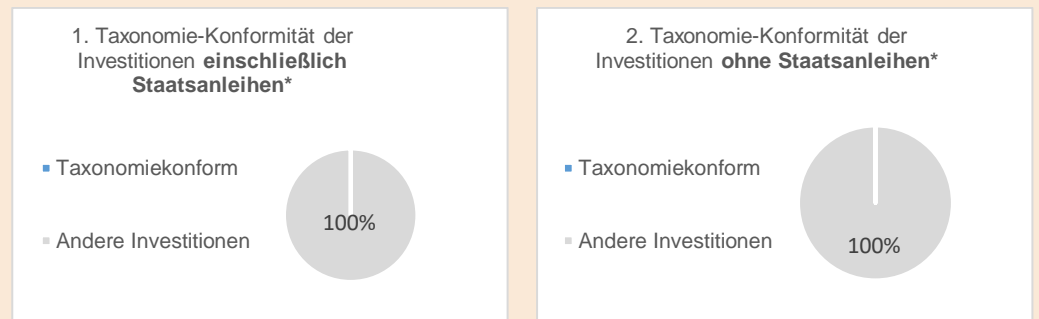 1. Taxonomie-Konformität der
Investitionen einschließlich
Staatsanleihen*
Taxonomiekonform
Andere Investitionen
100%
2. Taxonomie-Konformität der
Investitionen ohne Staatsanleihen*
Taxonomiekonform
Andere Investitionen
100%